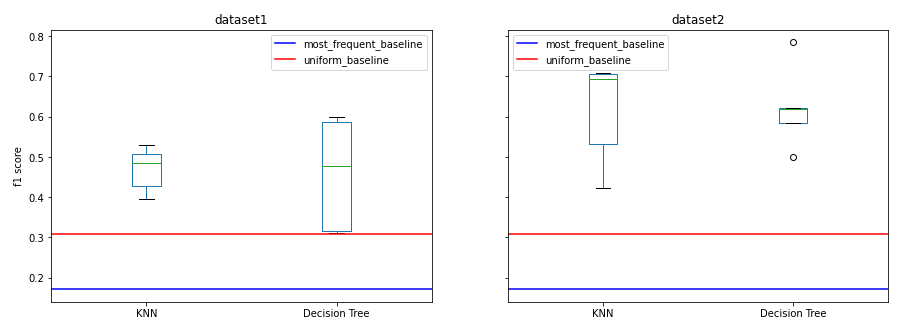 dataset1
dataset2
f1 score
0.8
0.7
0.6
0.5
0.4
0.3
0.2
most_frequent_baseline
uniform_baseline
KNN
Decision Tree
most_frequent_baseline
uniform_baseline
KNN
Decision Tree